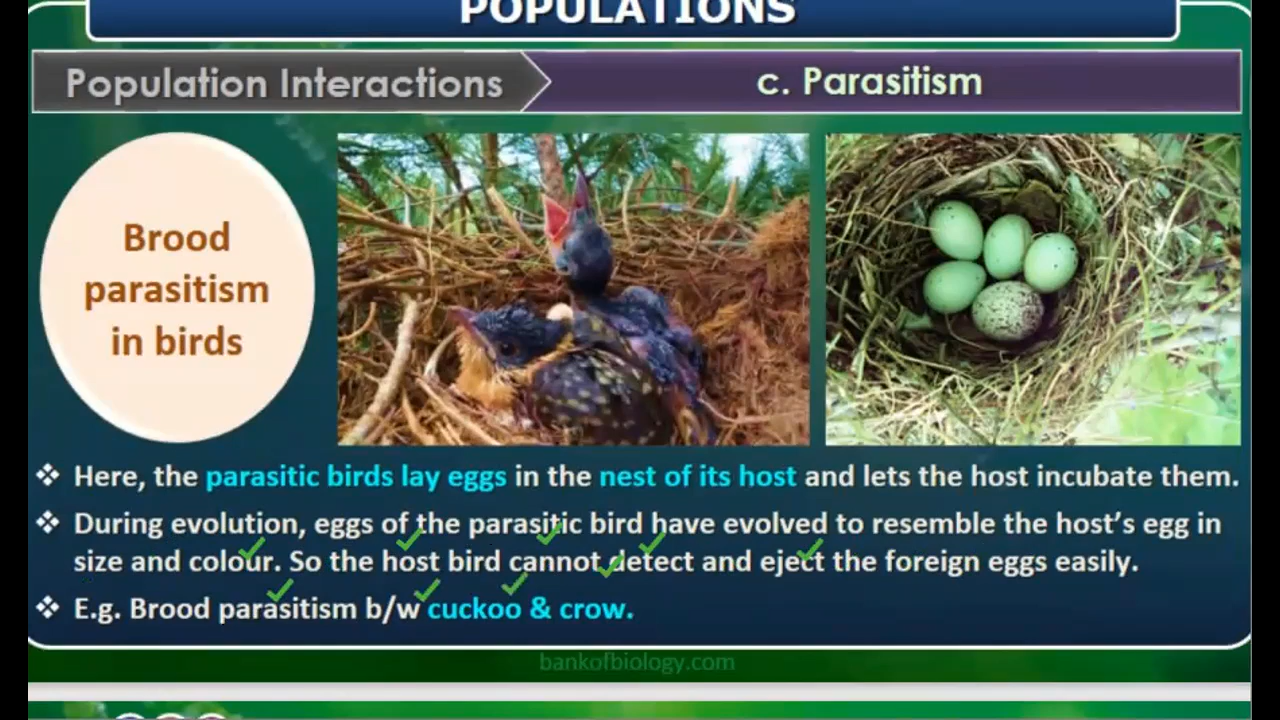 POPULATIONS
Population Interactions
c. Parasitism
Brood
parasitism
in birds
❖ Here, the parasitic birds lay eggs in the nest of its host and lets the host incubate them.
❖ During evolution, eggs of the parasitic bird have evolved to resemble the host's egg in
size and colour. So the host bird cannot detect and eject the foreign eggs easily.
❖ E.g. Brood parasitism b/w cuckoo & crow.
bankofbiology.com